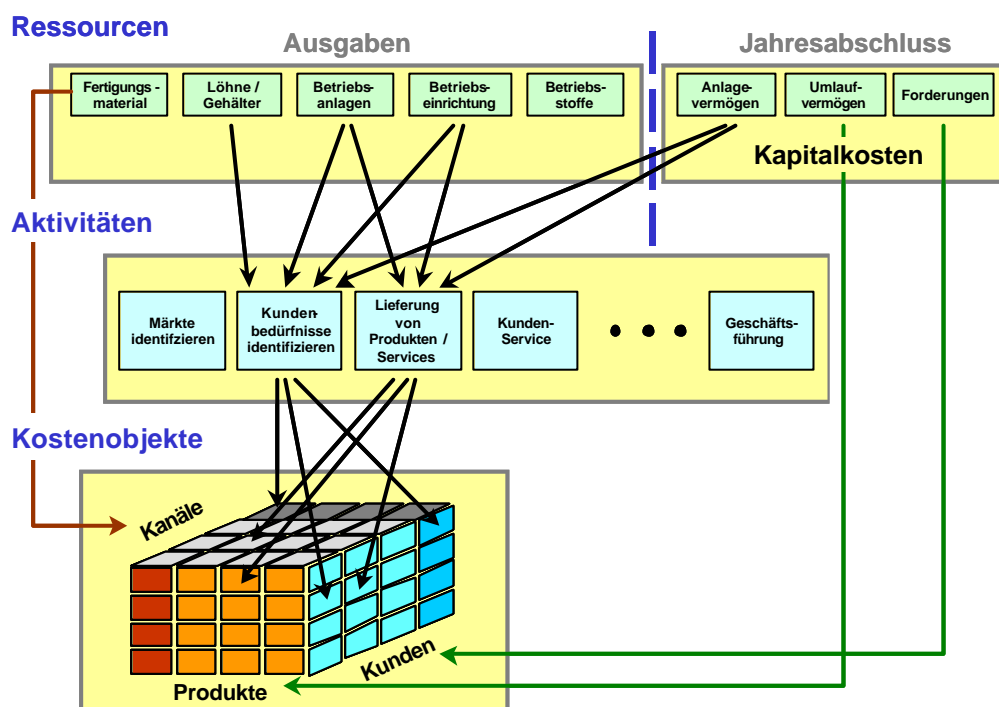 Ressourcen
Ausgaben
Jahresabschluss
Fertigungs-
material
Löhne /
Gehälter
Betriebs-
anlagen
Betriebs-
einrichtung
Betriebs-
stoffe
Anlage-
vermögen
Umlauf-
vermögen
Forderungen
Kapitalkosten
Aktivitäten
Märkte
identifzieren
Kunden-
bedürfnisse
identifizieren
Lieferung
von
Produkten /
Services
Kunden-
Service
Geschäfts-
führung
Kostenobjekte
Kanäle
Kunden
Produkte